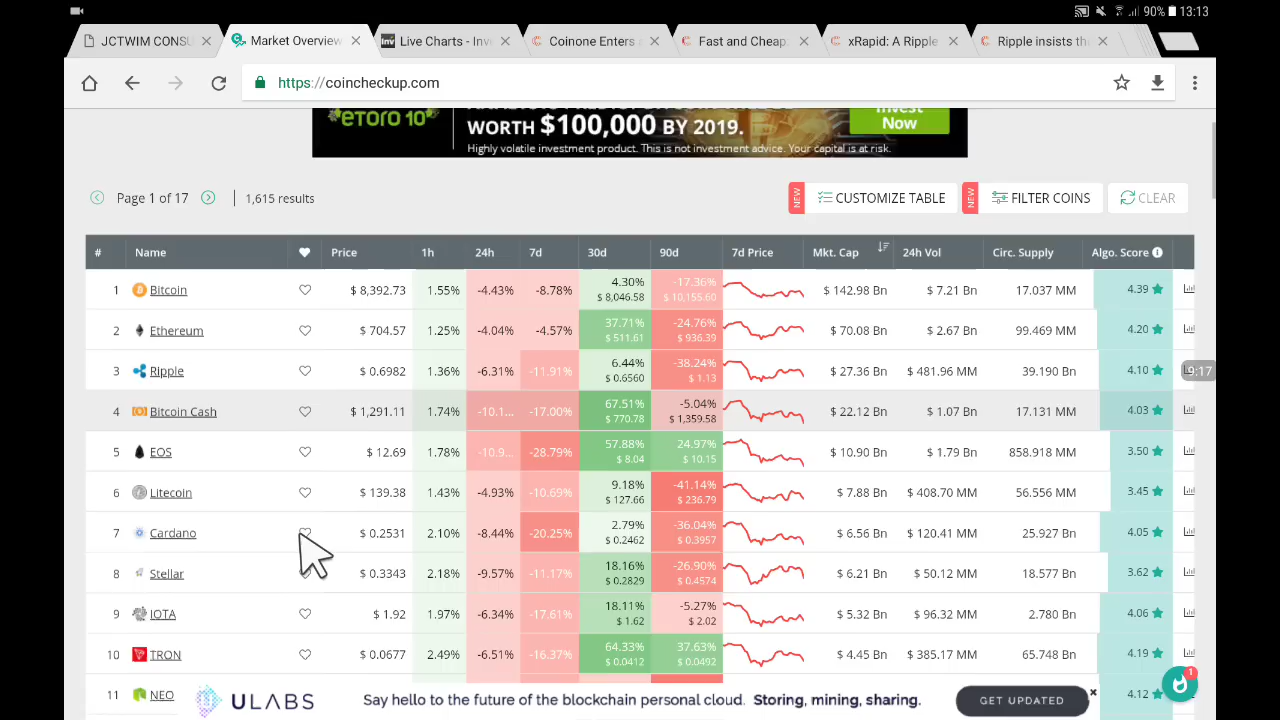 90% 13:13
JCTWIM CONSU
Market Overview
Live Charts - Inve
Coinone Enters a
Fast and Cheap:
xRapid: A Ripple
Ripple insists the
https://coincheckup.com
eTORO 10
WORTH $100,000 BY 2019.
Highly volatile investment product. This is not investment advice. Your capital is at risk.
Invest
Now
Page 1 of 17 1,615 results
NEW CUSTOMIZE TABLE NEW FILTER COINS CLEAR
# Name Price 1h 24h 7d 30d 90d 7d Price Mkt. Cap 24h Vol Circ. Supply Algo. Score
1 Bitcoin $ 8,392.73 1.55% -4.43% -8.78% 4.30% $ 8,046.58 -17.36% $ 10,155.60 $ 142.98 Bn $ 7.21 Bn 17.037 MM 4.39
2 Ethereum $ 704.57 1.25% -4.04% -4.57% 37.71% $ 511.61 -24.76% $ 936.39 $ 70.08 Bn $ 2.67 Bn 99.469 MM 4.20
3 Ripple $ 0.6982 1.36% -6.31% -11.91% 6.44% $ 0.6560 -38.24% $ 1.13 $ 27.36 Bn $ 481.96 MM 39.190 Bn 4.10 9:17
4 Bitcoin Cash $ 1,291.11 1.74% -10.1... -17.00% 67.51% $ 770.78 -5.04% $ 1,359.58 $ 22.12 Bn $ 1.07 Bn 17.131 MM 4.03
5 EOS $ 12.69 1.78% -10.9... -28.79% 57.88% $ 8.04 24.97% $ 10.15 $ 10.90 Bn $ 1.79 Bn 858.918 MM 3.50
6 Litecoin $ 139.38 1.43% -4.93% -10.69% 9.18% $ 127.66 -41.14% $ 236.79 $ 7.88 Bn $ 408.70 MM 56.556 MM 3.45
7 Cardano $ 0.2531 2.10% -8.44% -20.25% 2.79% $ 0.2462 -36.04% $ 0.3957 $ 6.56 Bn $ 120.41 MM 25.927 Bn 4.05
8 Stellar $ 0.3343 2.18% -9.57% -11.17% 18.16% $ 0.2829 -26.90% $ 0.4574 $ 6.21 Bn $ 50.12 MM 18.577 Bn 3.62
9 IOTA $ 1.92 1.97% -6.34% -17.61% 18.11% $ 1.62 -5.27% $ 2.02 $ 5.32 Bn $ 96.32 MM 2.780 Bn 4.06
10 TRON $ 0.0677 2.49% -6.51% -16.37% 64.33% $ 0.0412 37.63% $ 0.0492 $ 4.45 Bn $ 385.17 MM 65.748 Bn 4.19
11 NEO 4.12
1
ULABS Say hello to the future of the blockchain personal cloud. Storing, mining, sharing. GET UPDATED